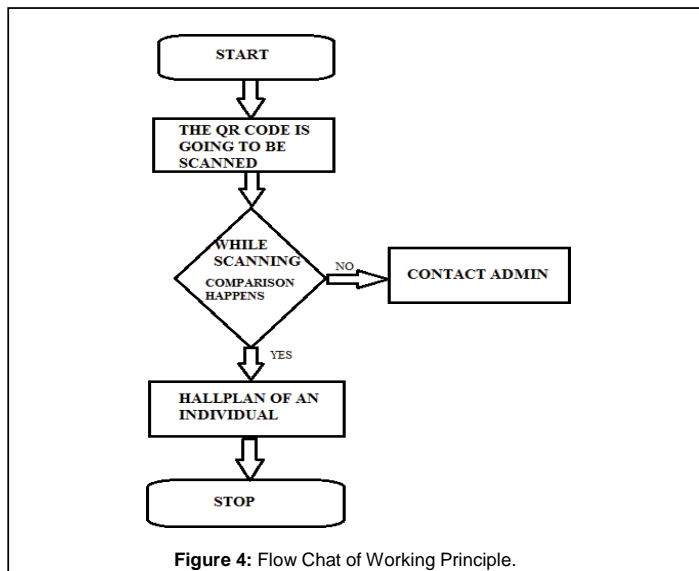 START
THE QR CODE IS
GOING TO BE
SCANNED
WHILE
SCANNING
COMPARISON
HAPPENS
NO
CONTACT ADMIN
YES
HALLPLAN OF AN
INDIVIDUAL
STOP
Figure 4: Flow Chat of Working Principle.